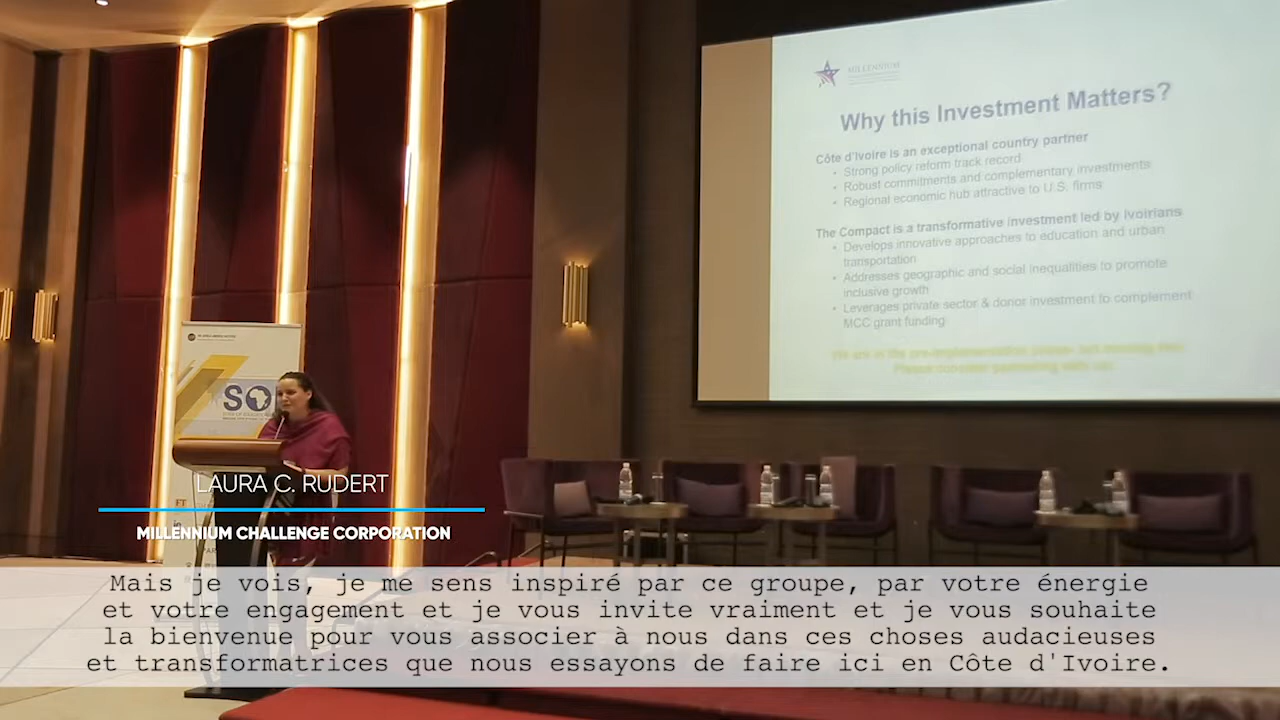 MILLENNIUM
Why this Investment Matters?
Côte d'Ivoire is an exceptional country partner
• Strong policy reform track record
• Robust commitments and complementary investments
• Regional economic hub attractive to U.S. firms
The Compact is a transformative investment led by Ivoirians
• Develops innovative approaches to education and urban
transportation
• Addresses geographic and social inequalities to promote
inclusive growth
• Leverages private sector & donor investment to complement
MCC grant funding
LAURA C. RUDERT
MILLENNIUM CHALLENGE CORPORATION
Mais je vois, je me sens inspiré par ce groupe, par votre énergie
et votre engagement et je vous invite vraiment et je vous souhaite
la bienvenue pour vous associer à nous dans ces choses audacieuses
et transformatrices que nous essayons de faire ici en Côte d'Ivoire.